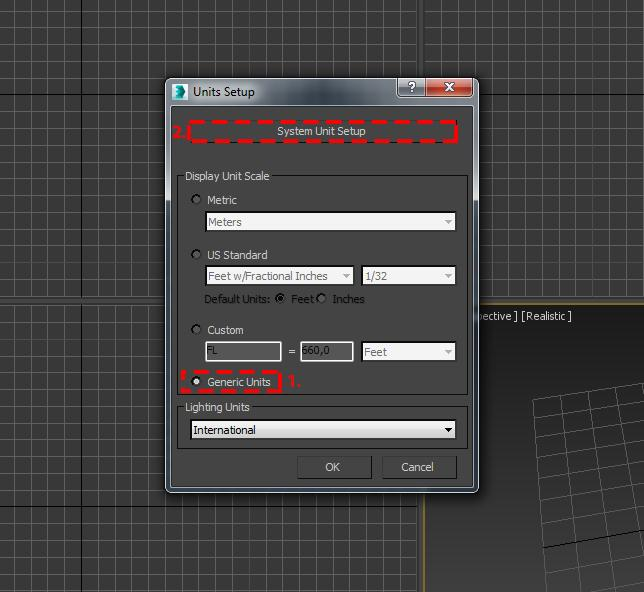 Units Setup
?
2.
System Unit Setup
Display Unit Scale
Metric
Meters
US Standard
Feet w/Fractional Inches 1/32
Default Units: Feet Inches
Custom
FL = 660,0 Feet
Generic Units 1.
Lighting Units
International
OK Cancel
pective ] [Realistic ]